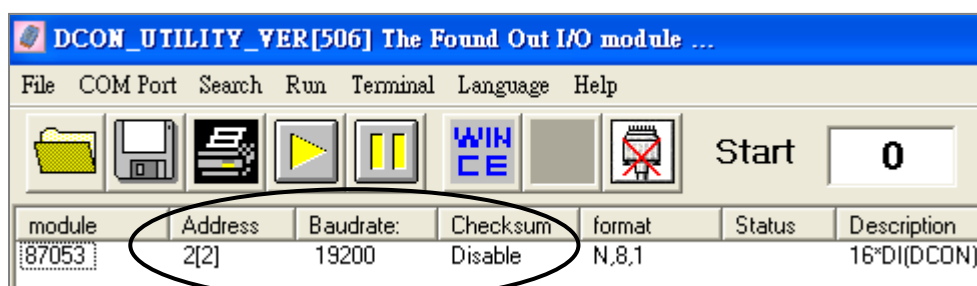 DCON_UTILITY_VER[506] The Found Out I/O module ...
File COM Port Search Run Terminal Language Help
WIN CE Start 0
module Address Baudrate: Checksum format Status Description
87053 2[2] 19200 Disable N,8,1 16*DI(DCON)